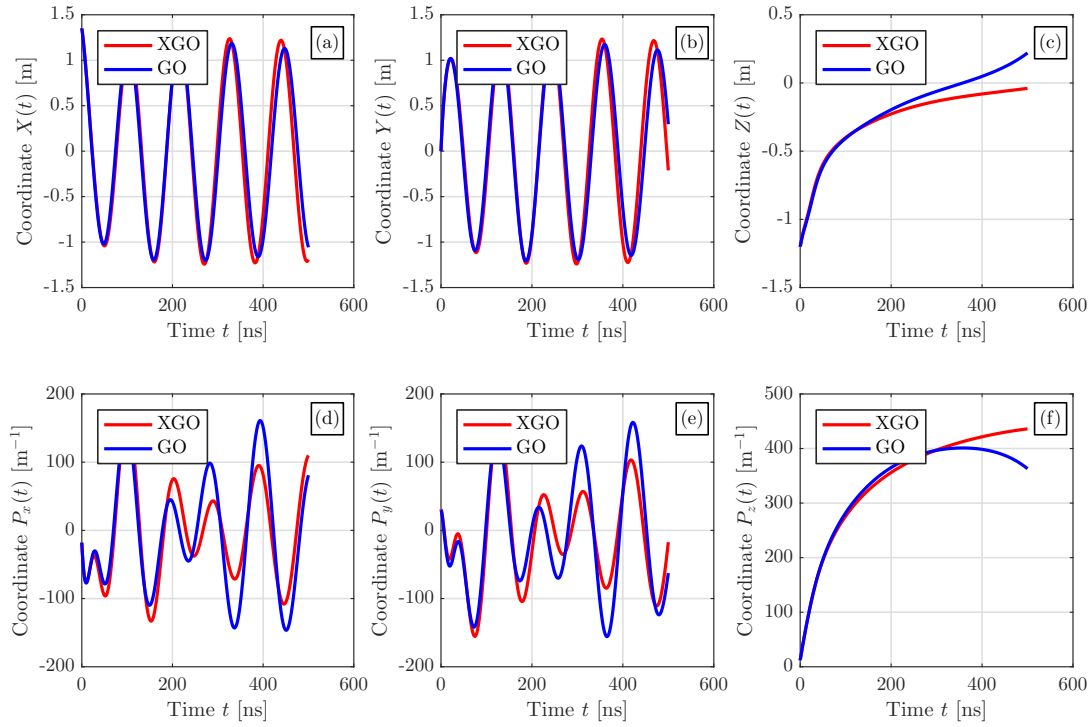 1.5
1
0.5
0
-0.5
-1
-1.5
0
200
400
600
Coordinate X(t) [m]
Time t [ns]
XGO
GO
(a)
1.5
1
0.5
0
-0.5
-1
-1.5
0
200
400
600
Coordinate Y(t) [m]
Time t [ns]
XGO
GO
(b)
0.5
0
-0.5
-1
-1.5
0
200
400
600
Coordinate Z(t) [m]
Time t [ns]
XGO
GO
(c)
200
100
0
-100
-200
0
200
400
600
Coordinate Pₓ(t) [m⁻¹]
Time t [ns]
XGO
GO
(d)
200
100
0
-100
-200
0
200
400
600
Coordinate P_y(t) [m⁻¹]
Time t [ns]
XGO
GO
(e)
500
400
300
200
100
0
0
200
400
600
Coordinate P_z(t) [m⁻¹]
Time t [ns]
XGO
GO
(f)